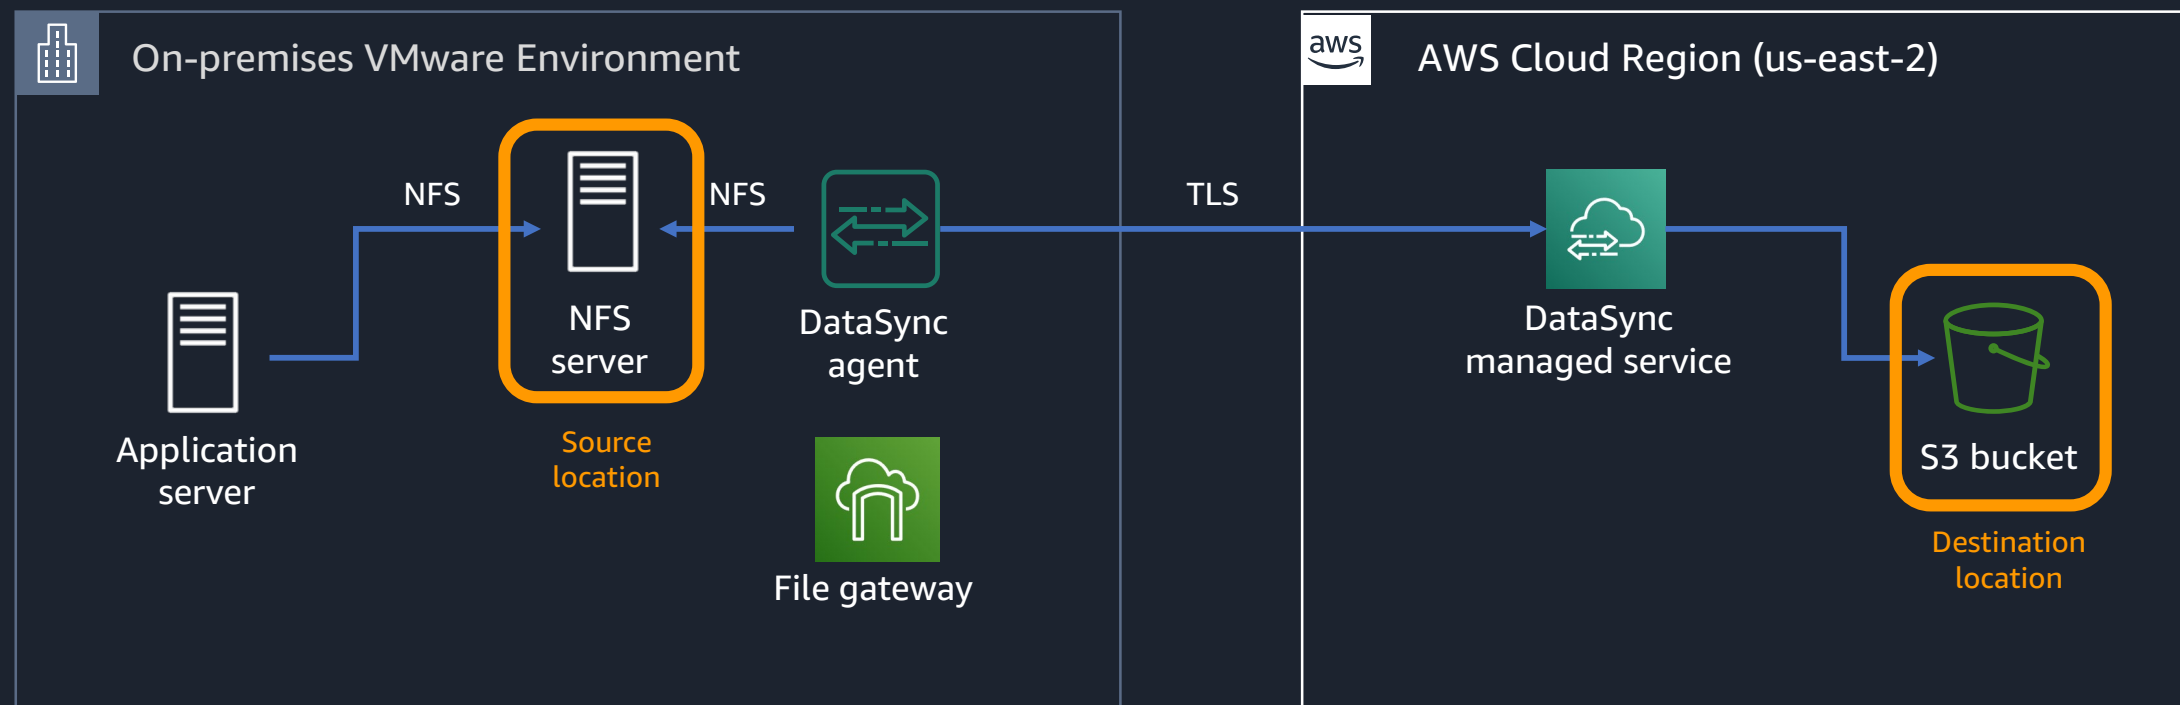 On-premises VMware Environment
aws
AWS Cloud Region (us-east-2)
NFS
NFS
TLS
NFS
server
DataSync
agent
DataSync
managed service
Application
server
Source
location
S3 bucket
File gateway
Destination
location